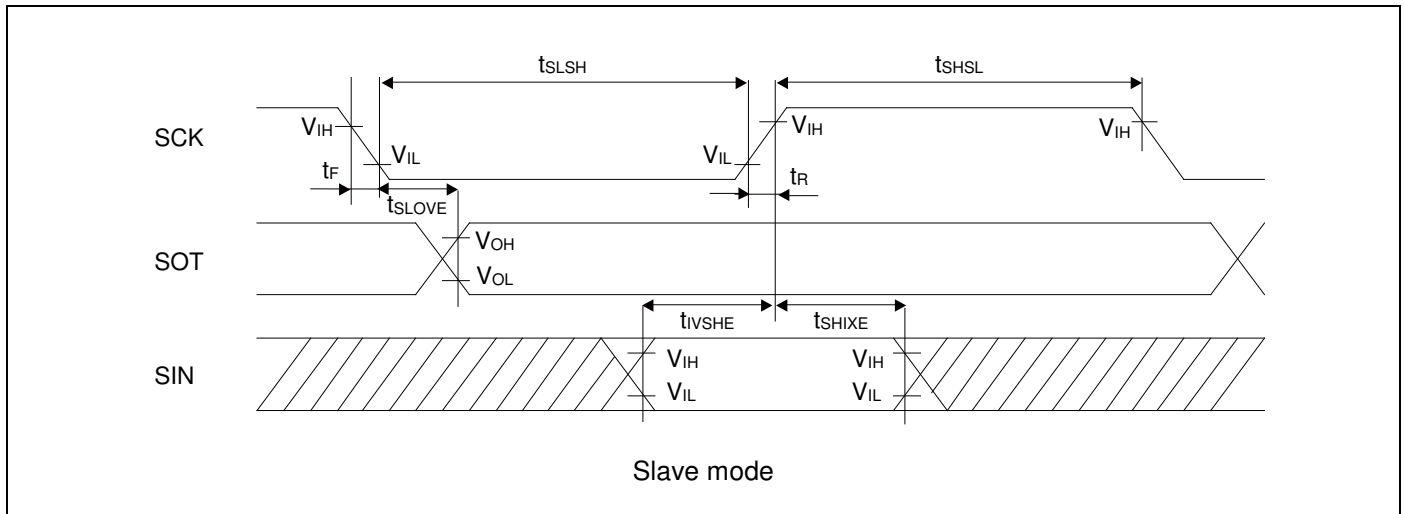 tSLSH
tSHSL
SCK
VIH
VIL
VIL
VIH
VIH
tF
tSLOVE
tR
SOT
VOH
VOL
tIVSHE
tSHIXE
SIN
VIH
VIL
VIH
VIL
Slave mode